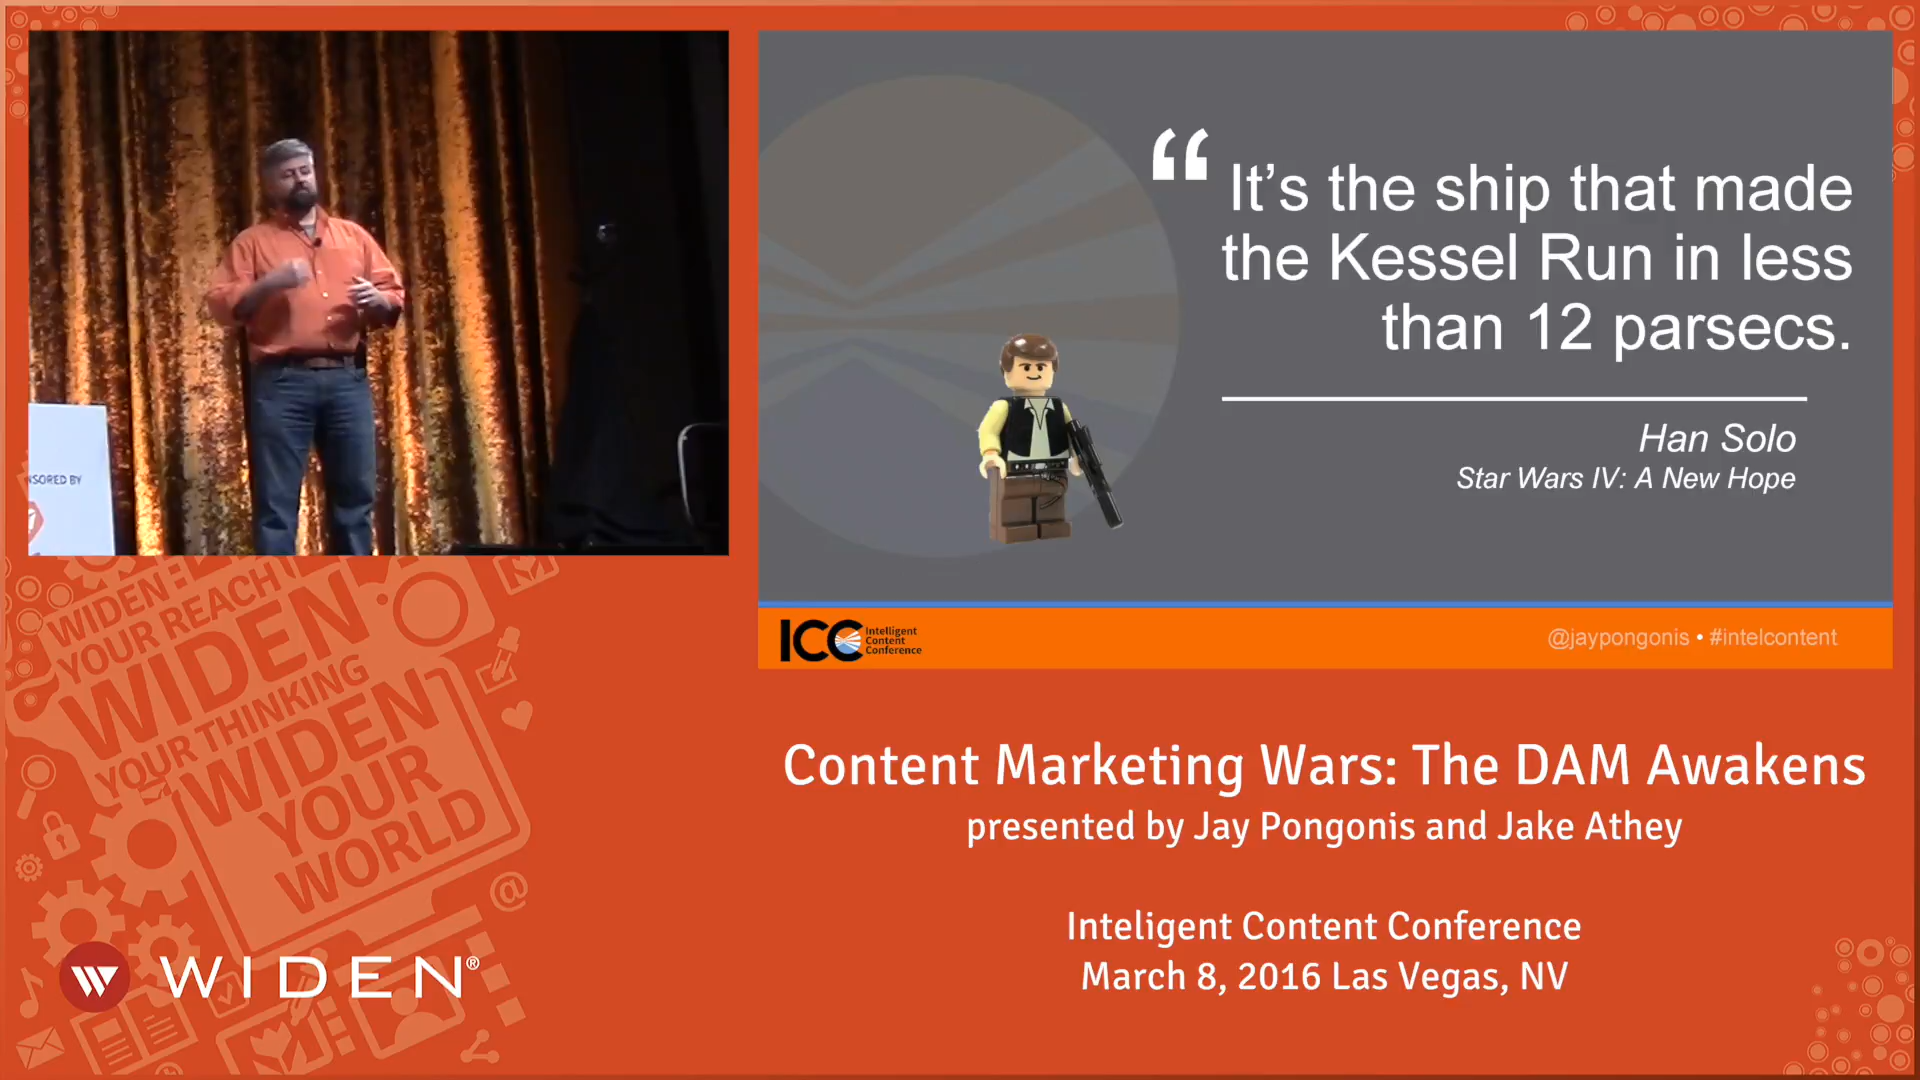 NSORED BY
“ It’s the ship that made
the Kessel Run in less
than 12 parsecs.
Han Solo
Star Wars IV: A New Hope
ICC Intelligent
Content
Conference
@jaypongonis • #intelcontent
Content Marketing Wars: The DAM Awakens
presented by Jay Pongonis and Jake Athey
Inteligent Content Conference
March 8, 2016 Las Vegas, NV
WIDEN
YOUR REACH
WIDEN
YOUR THINKING
WIDEN
YOUR
WORLD
@
WIDEN®